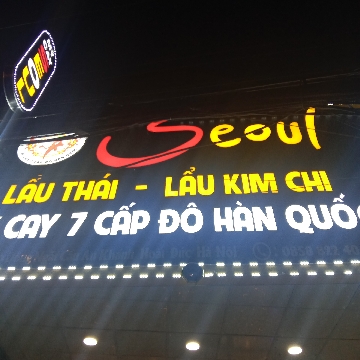 Seoul
LẨU THÁI - LẨU KIM CHI
CAY 7 CẤP ĐỘ HÀN QUỐC